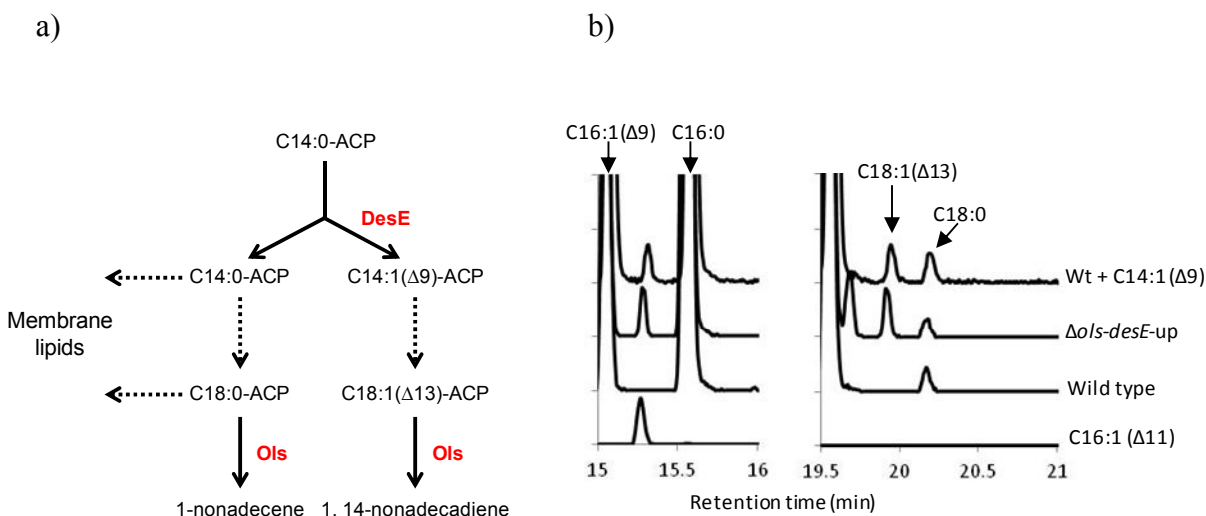 a)
C14:0-ACP
DesE
C14:0-ACP C14:1(Δ9)-ACP
Membrane
lipids
C18:0-ACP C18:1(Δ13)-ACP
Ols Ols
1-nonadecene 1, 14-nonadecadiene
b)
C16:1(Δ9) C16:0
C18:1(Δ13)
C18:0
Wt + C14:1(Δ9)
Δols-desE-up
Wild type
C16:1 (Δ11)
15 15.5 16 19.5 20 20.5 21
Retention time (min)